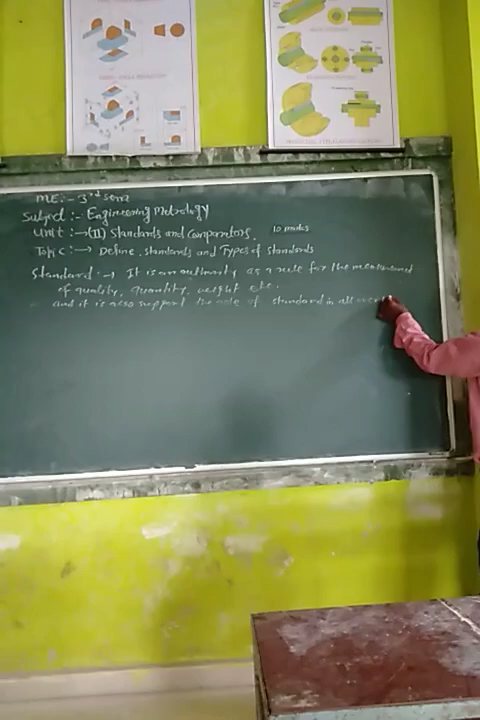 ME:- 3rd sem
Subject :- Engineering Metrology
Unit :→ (II) Standards and Comparators. 10 marks
Topic :→ Define, standards and Types of standards
Standard :→ It is an authority as a rule for the measurement
of quality, quantity, weight etc.
and it is also support the role of standard in all